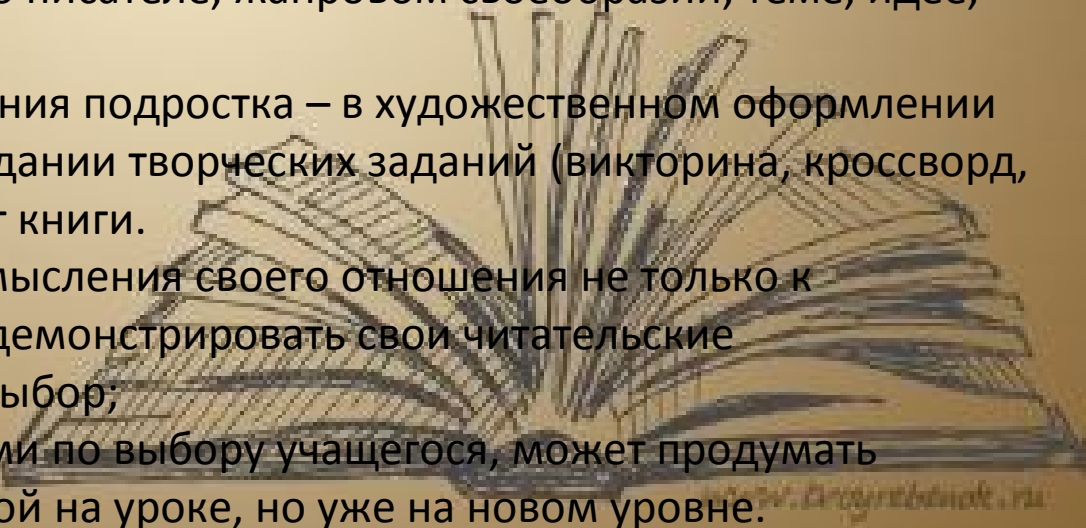 писателе, жанровом своеобразии, теме, идее,
ния подростка – в художественном оформлении
дании творческих заданий (викторина, кроссворд,
т книги.
мысления своего отношения не только к
демонстрировать свои читательские
ыбор;
ми по выбору учащегося, может продумать
ой на уроке, но уже на новом уровне.